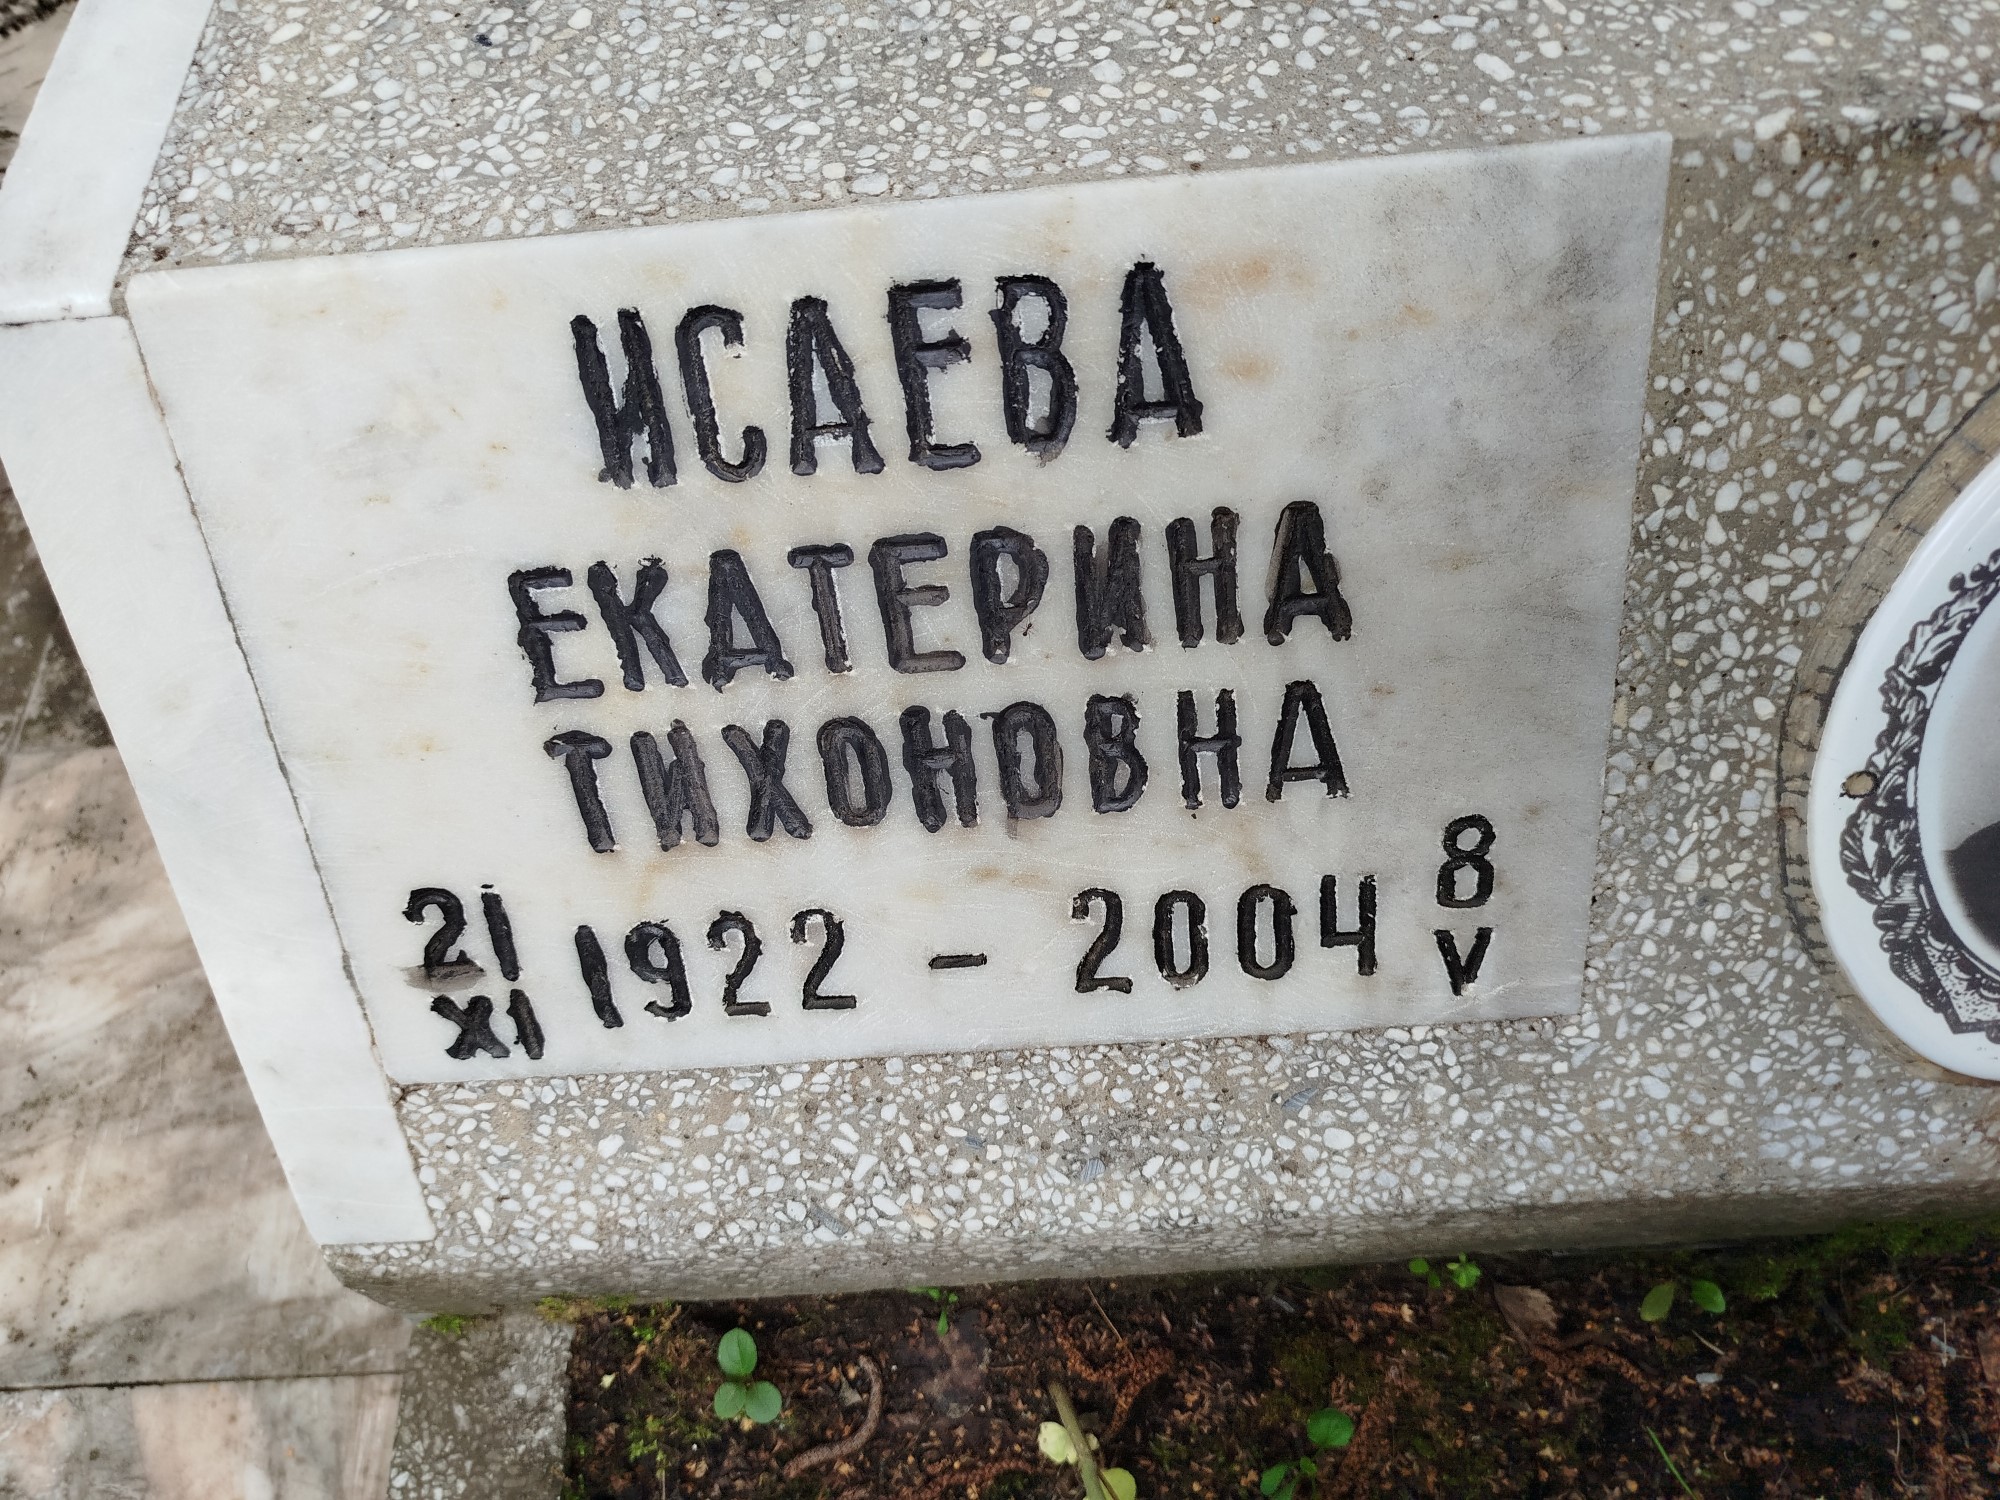 ИСАЕВА
ЕКАТЕРИНА
ТИХОНОВНА
21 XI 1922 - 2004 8 V